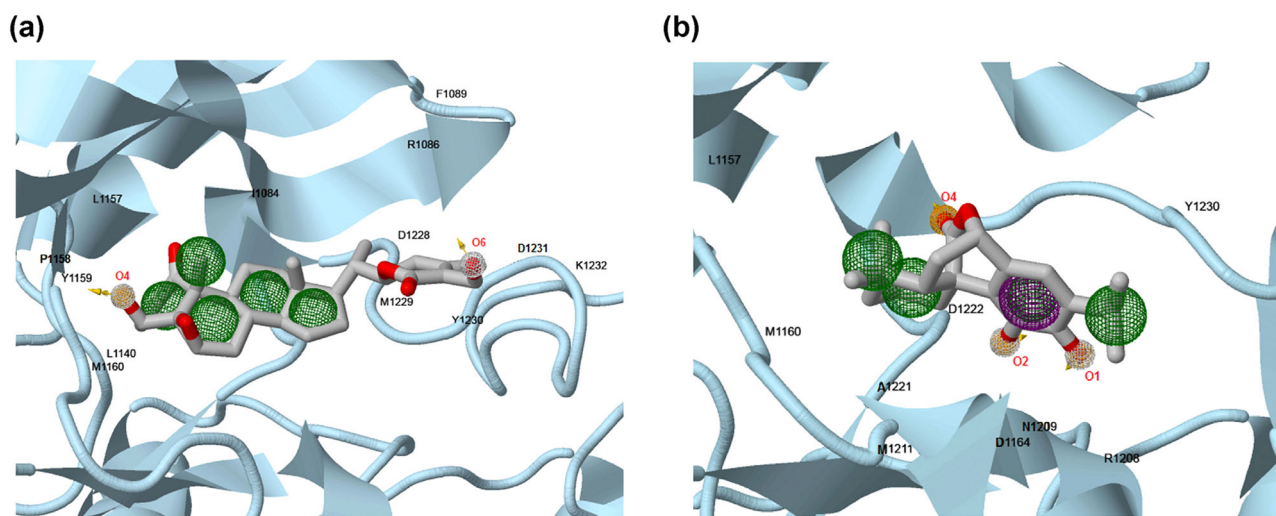 (a)
F1089
R1086
L1157
I1084
D1228
O6
D1231
P1158
K1232
Y1159
O4
M1229
Y1230
L1140
M1160
(b)
L1157
O4
Y1230
D1222
M1160
O2
O1
A1221
N1209
M1211
D1164
R1208